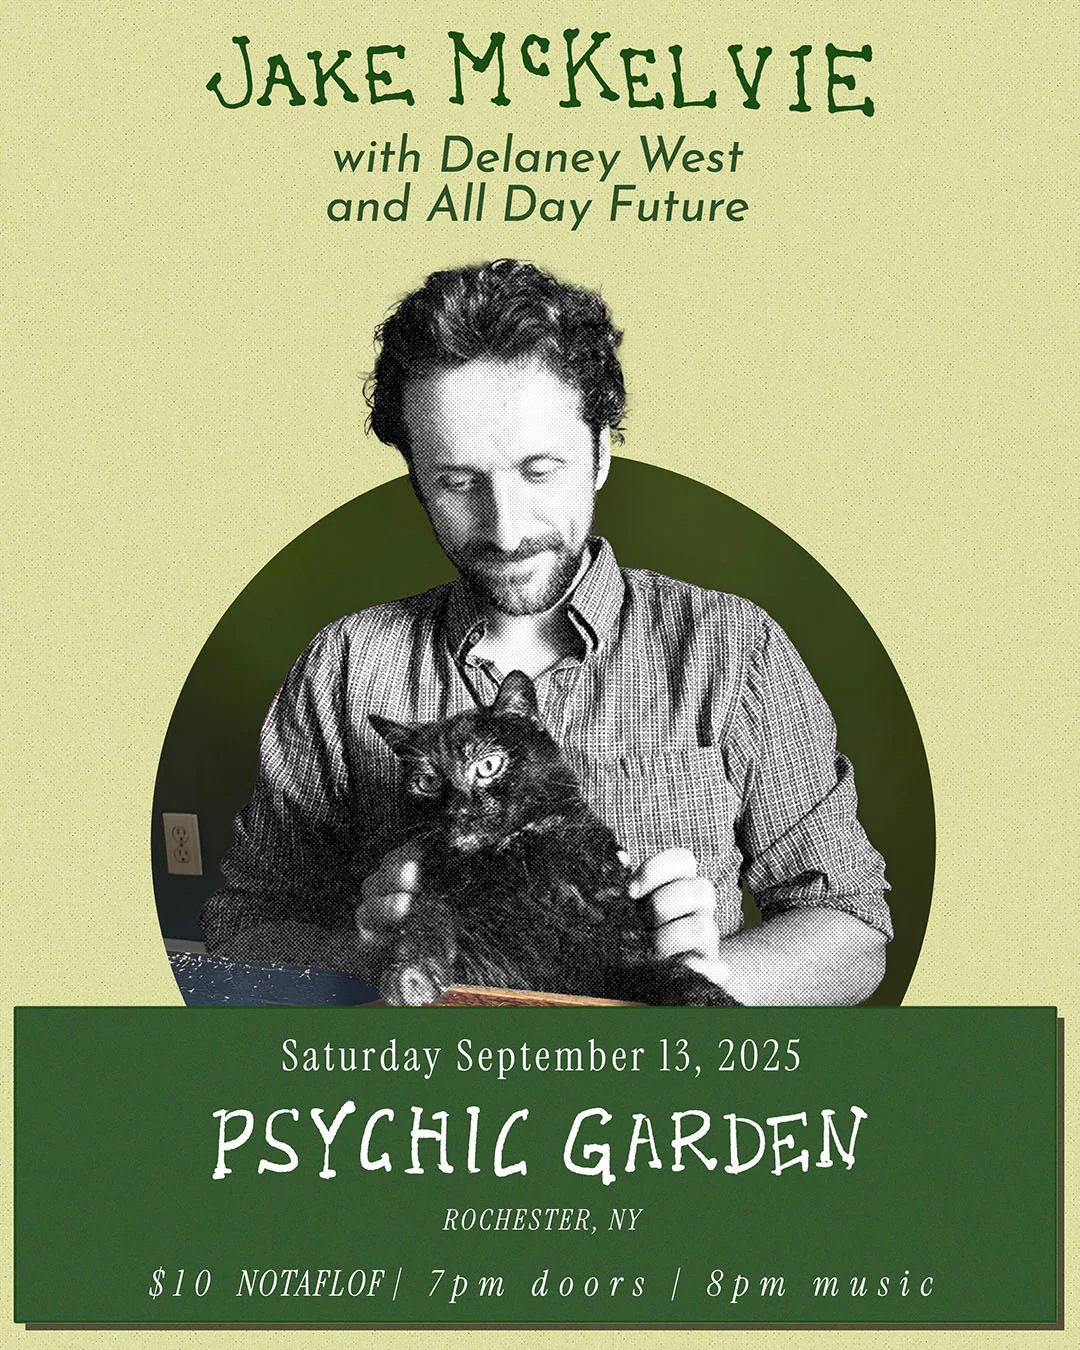 Jake McKelvie
with Delaney West
and All Day Future
Saturday September 13, 2025
PSYCHIC GARDEN
ROCHESTER, NY
$10 NOTAFLOF | 7pm doors | 8pm music